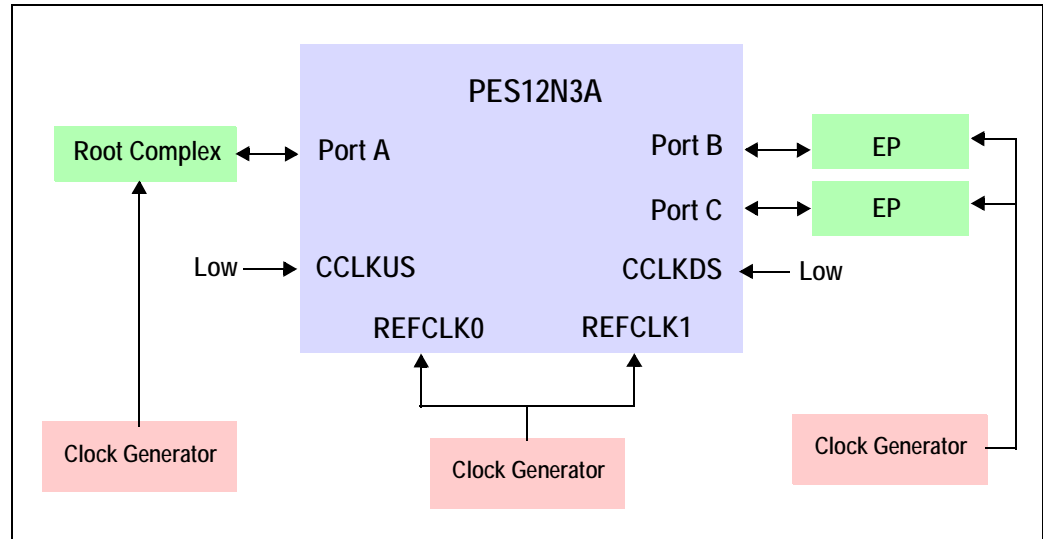 PES12N3A
Root Complex
Port A
Port B
EP
Port C
EP
Low
CCLKUS
CCLKDS
Low
REFCLK0
REFCLK1
Clock Generator
Clock Generator
Clock Generator